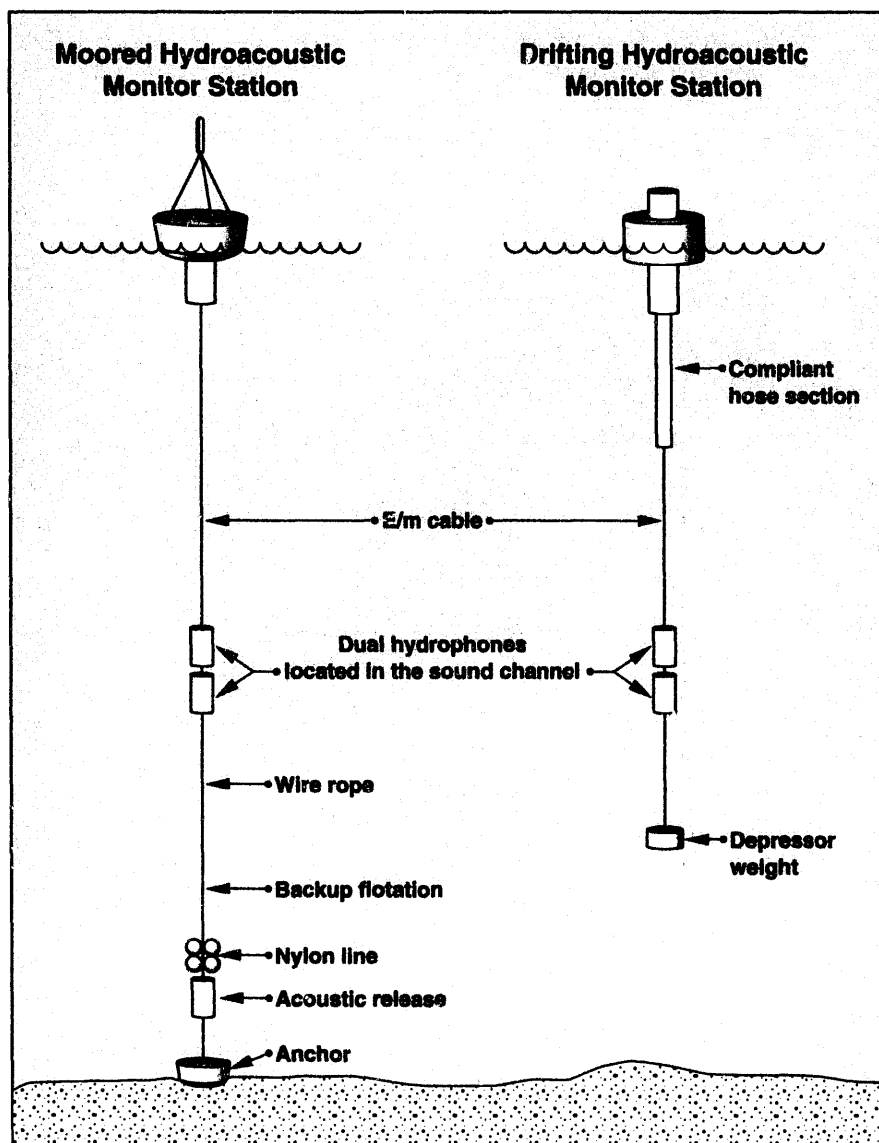 Moored Hydroacoustic
Monitor Station
Drifting Hydroacoustic
Monitor Station
Compliant
hose section
E/m cable
Dual hydrophones
located in the sound channel
Wire rope
Depressor
weight
Backup flotation
Nylon line
Acoustic release
Anchor